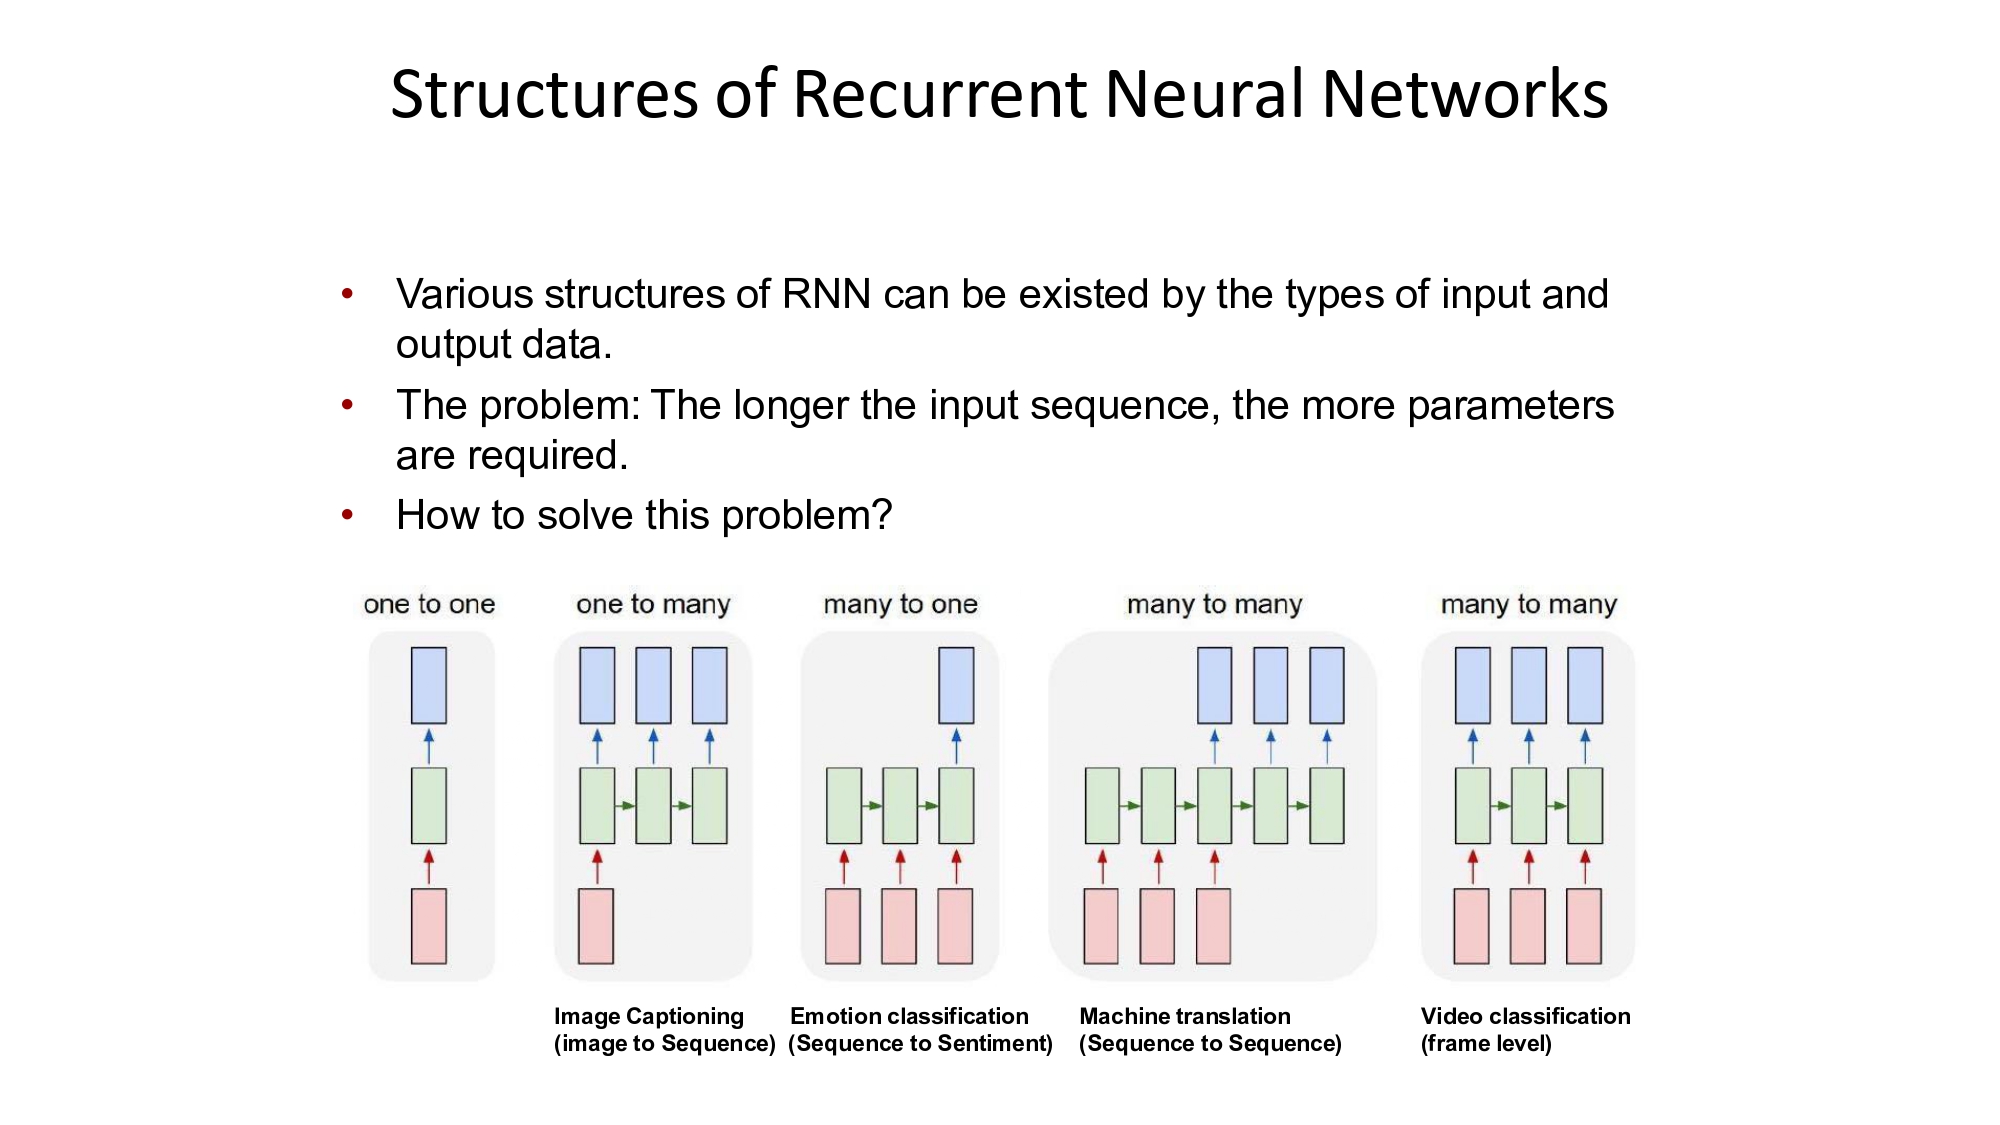 Structures of Recurrent Neural Networks
• Various structures of RNN can be existed by the types of input and
output data.
• The problem: The longer the input sequence, the more parameters
are required.
• How to solve this problem?
one to one
one to many
many to one
many to many
many to many
Image Captioning
(image to Sequence)
Emotion classification
(Sequence to Sentiment)
Machine translation
(Sequence to Sequence)
Video classification
(frame level)